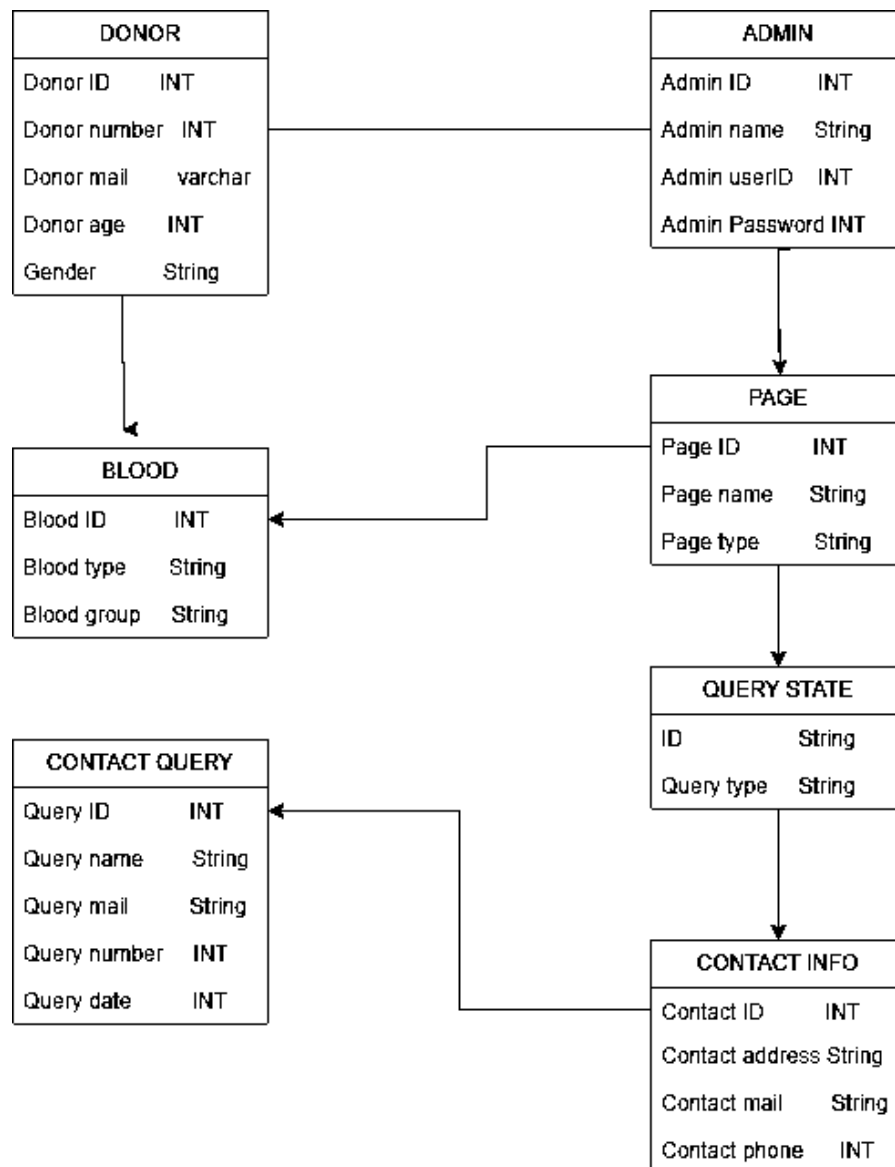 DONOR
Donor ID INT
Donor number INT
Donor mail varchar
Donor age INT
Gender String
ADMIN
Admin ID INT
Admin name String
Admin userID INT
Admin Password INT
BLOOD
Blood ID INT
Blood type String
Blood group String
PAGE
Page ID INT
Page name String
Page type String
QUERY STATE
ID String
Query type String
CONTACT QUERY
Query ID INT
Query name String
Query mail String
Query number INT
Query date INT
CONTACT INFO
Contact ID INT
Contact address String
Contact mail String
Contact phone INT